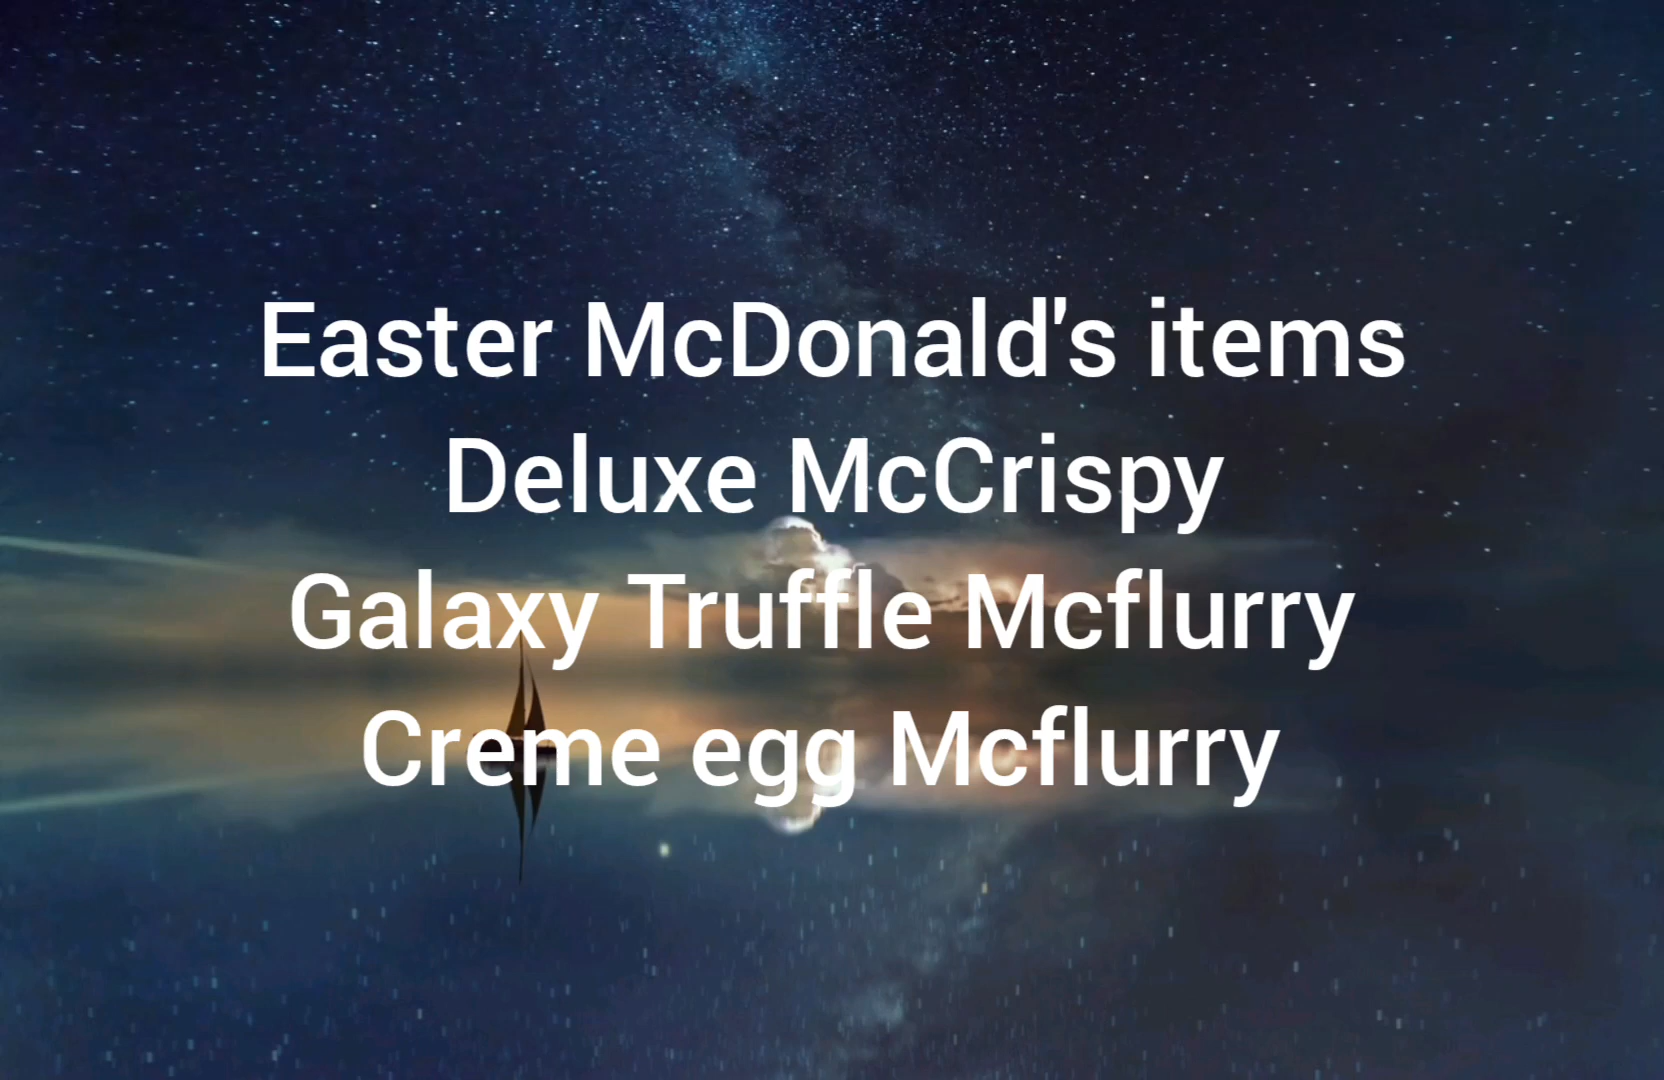 Easter McDonald's items
Deluxe McCrispy
Galaxy Truffle Mcflurry
Creme egg Mcflurry